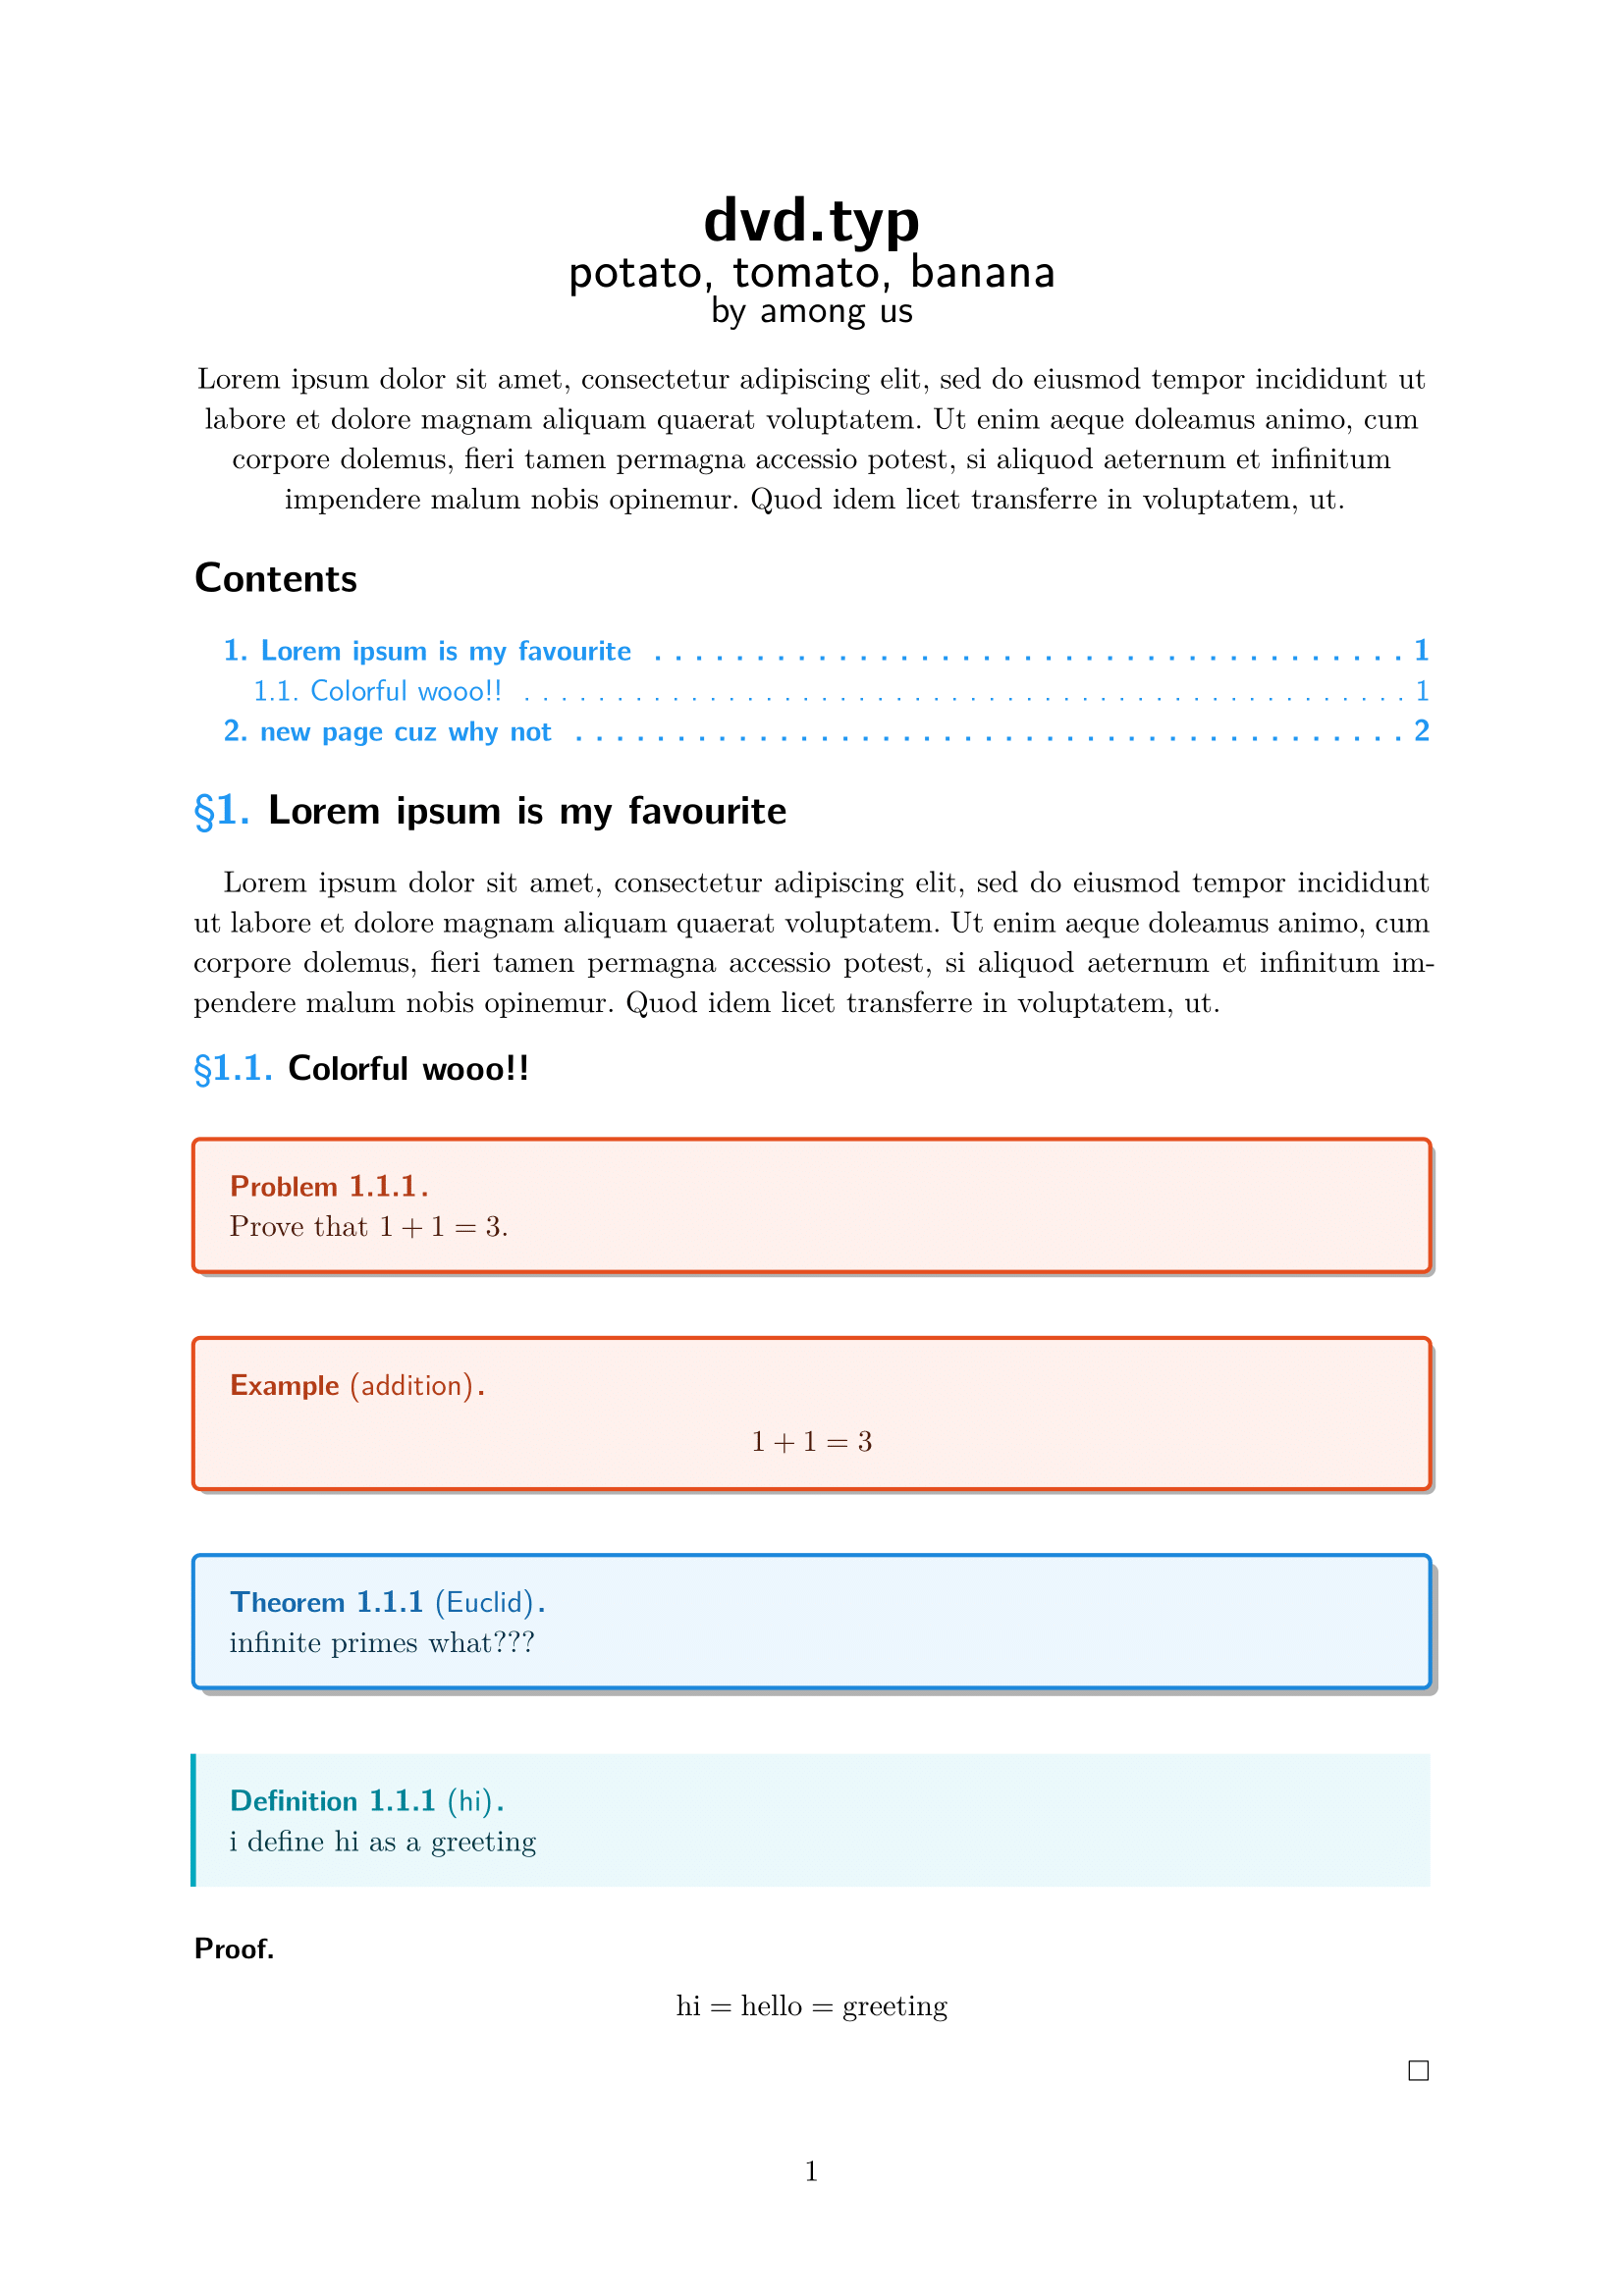 dvd.typ
potato, tomato, banana
by among us
Lorem ipsum dolor sit amet, consectetur adipiscing elit, sed do eiusmod tempor incididunt ut
labore et dolore magnam aliquam quaerat voluptatem. Ut enim aeque doleamus animo, cum
corpore dolemus, fieri tamen permagna accessio potest, si aliquod aeternum et infinitum
impendere malum nobis opinemur. Quod idem licet transferre in voluptatem, ut.
Contents
1. Lorem ipsum is my favourite . . . . . . . . . . . . . . . . . . . . . . . . . . . . . . . . . . . . . 1
1.1. Colorful wooo!! . . . . . . . . . . . . . . . . . . . . . . . . . . . . . . . . . . . . . . . . . . . . . . . 1
2. new page cuz why not . . . . . . . . . . . . . . . . . . . . . . . . . . . . . . . . . . . . . . . . . 2
§1. Lorem ipsum is my favourite
Lorem ipsum dolor sit amet, consectetur adipiscing elit, sed do eiusmod tempor incididunt
ut labore et dolore magnam aliquam quaerat voluptatem. Ut enim aeque doleamus animo, cum
corpore dolemus, fieri tamen permagna accessio potest, si aliquod aeternum et infinitum im-
pendere malum nobis opinemur. Quod idem licet transferre in voluptatem, ut.
§1.1. Colorful wooo!!
Problem 1.1.1.
Prove that 1 + 1 = 3.
Example (addition).
1 + 1 = 3
Theorem 1.1.1 (Euclid).
infinite primes what???
Definition 1.1.1 (hi).
i define hi as a greeting
Proof.
hi = hello = greeting
□
1